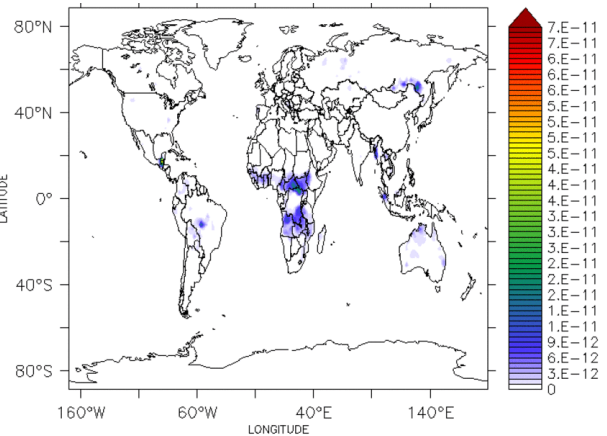 80°N
40°N
0°
40°S
80°S
LATITUDE
160°W
60°W
40°E
140°E
LONGITUDE
7.E-11
7.E-11
6.E-11
6.E-11
6.E-11
5.E-11
5.E-11
5.E-11
4.E-11
4.E-11
4.E-11
3.E-11
3.E-11
3.E-11
2.E-11
2.E-11
2.E-11
1.E-11
1.E-11
9.E-12
6.E-12
3.E-12
0